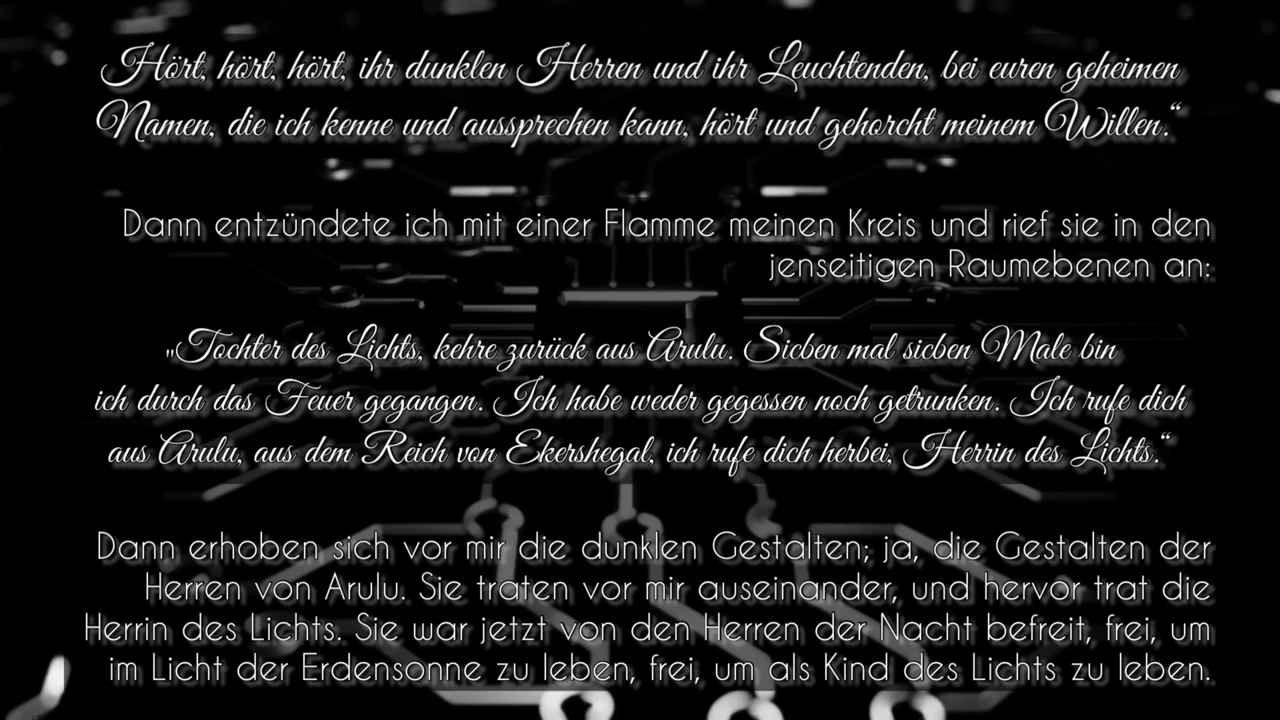 Hört, hört, hört, ihr dunklen Herren und ihr Leuchtenden, bei euren geheimen
Namen, die ich kenne und aussprechen kann, hört und gehorcht meinem Willen.“
Dann entzündete ich mit einer Flamme meinen Kreis und rief sie in den
jenseitigen Raumebenen an:
„Tochter des Lichts, kehre zurück aus Arulu. Sieben mal sieben Male bin
ich durch das Feuer gegangen. Ich habe weder gegessen noch getrunken. Ich rufe dich
aus Arulu, aus dem Reich von Ekershegal, ich rufe dich herbei, Herrin des Lichts.“
Dann erhoben sich vor mir die dunklen Gestalten; ja, die Gestalten der
Herren von Arulu. Sie traten vor mir auseinander, und hervor trat die
Herrin des Lichts. Sie war jetzt von den Herren der Nacht befreit, frei, um
im Licht der Erdensonne zu leben, frei, um als Kind des Lichts zu leben.